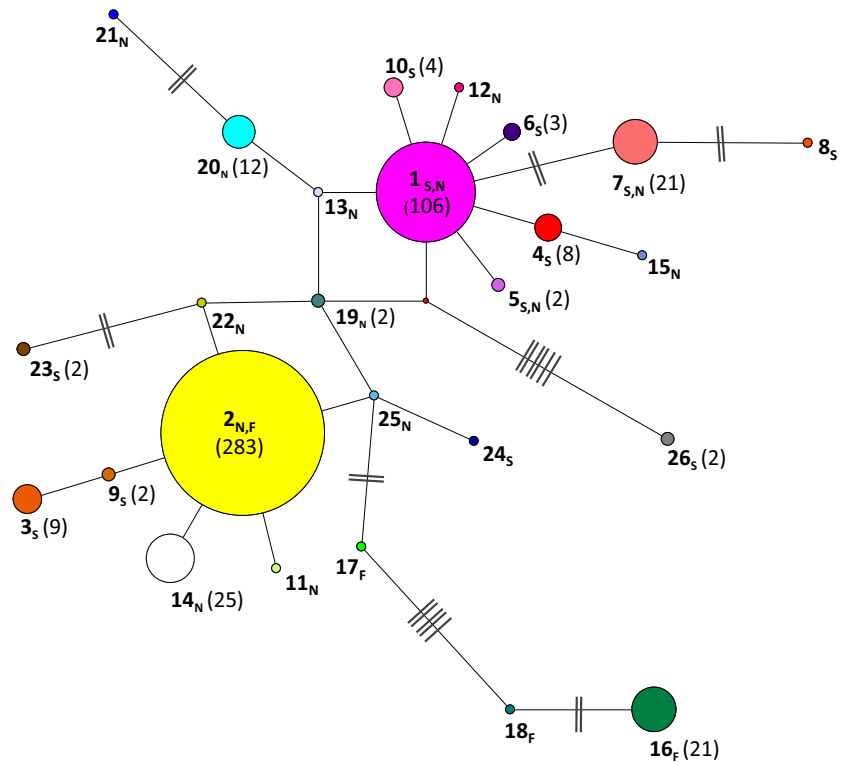 21N
10S (4)
12N
6S (3)
8S
20N (12)
1 S,N
(106)
7S,N (21)
13N
4S (8)
15N
5S,N (2)
22N
19N (2)
23S (2)
2N,F
(283)
25N
24S
26S (2)
9S (2)
3S (9)
14N (25)
11N
17F
18F
16F (21)